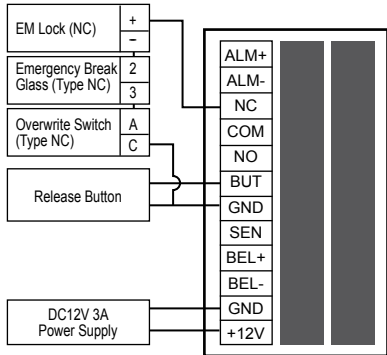 EM Lock (NC)
+
–
Emergency Break
Glass (Type NC)
2
3
Overwrite Switch
(Type NC)
A
C
Release Button
DC12V 3A
Power Supply
ALM+
ALM-
NC
COM
NO
BUT
GND
SEN
BEL+
BEL-
GND
+12V